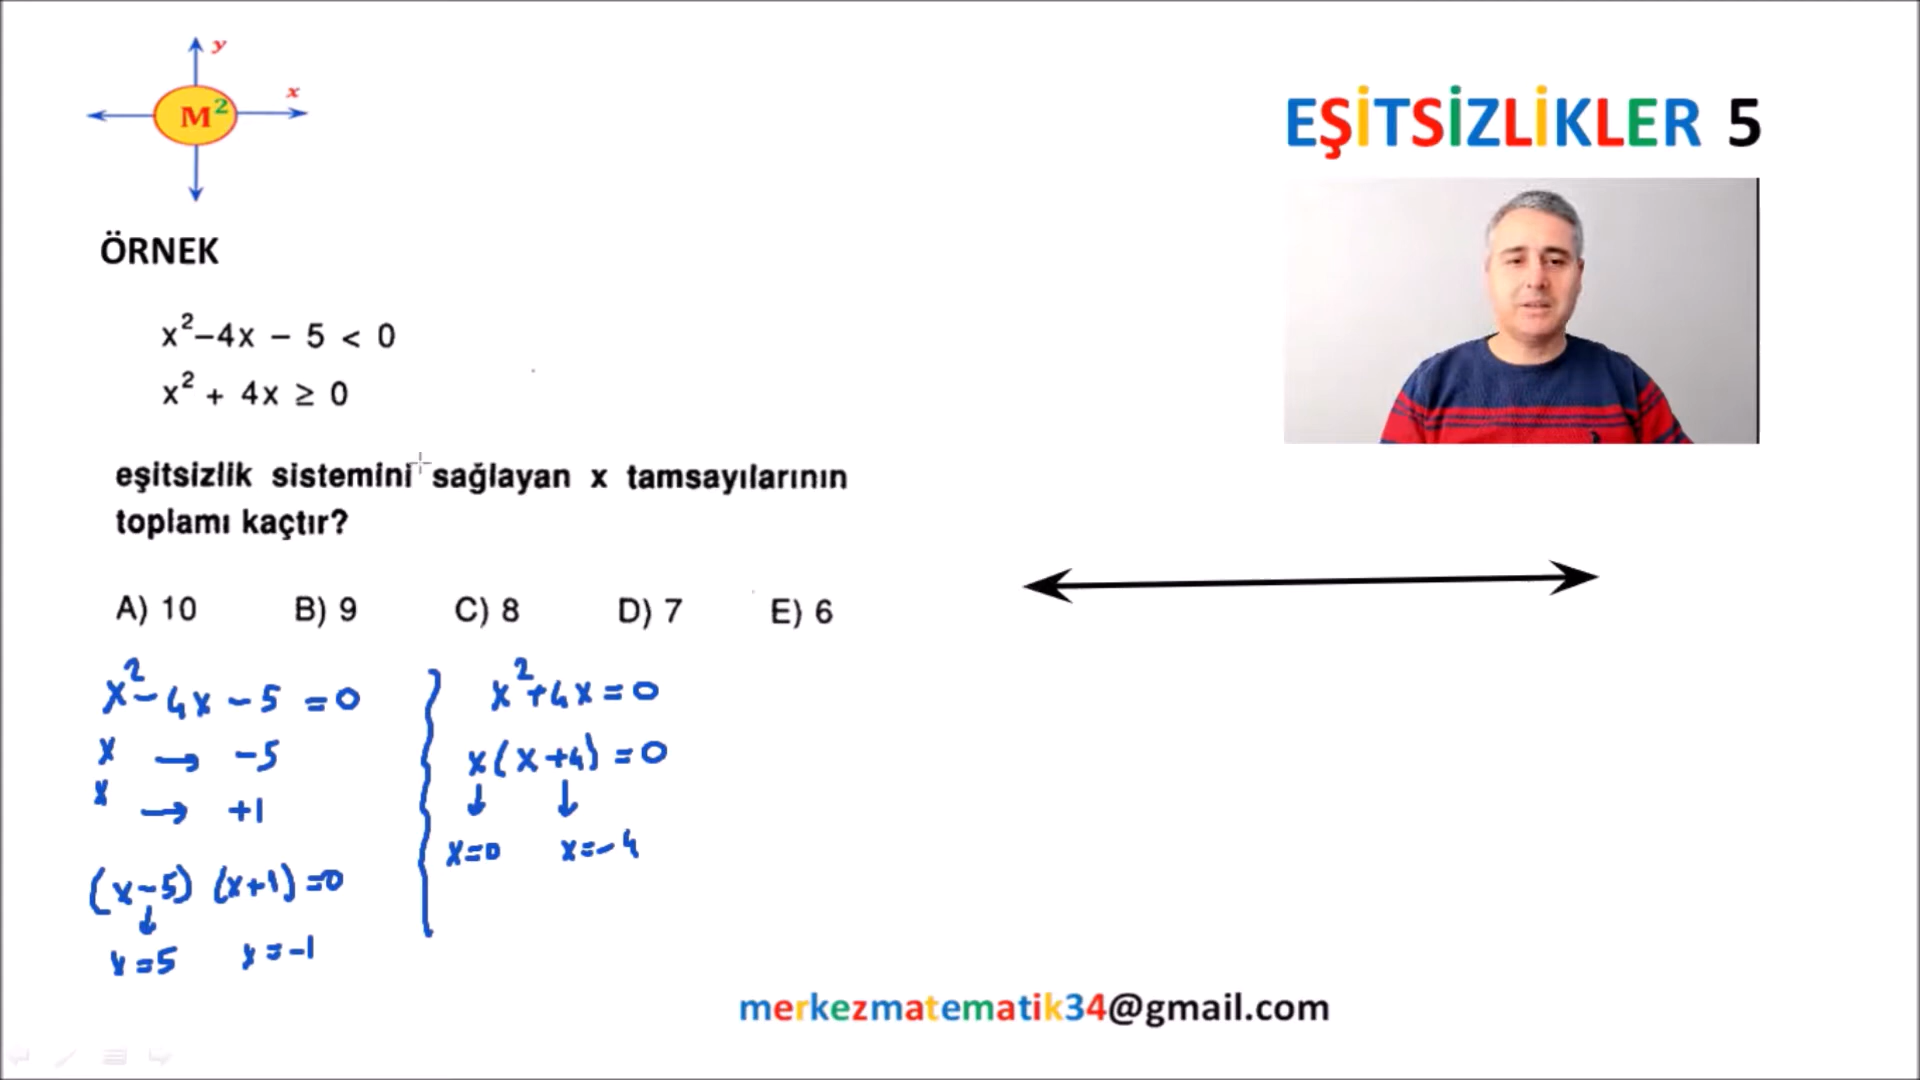 y
x
M²
EŞİTSİZLİKLER 5
ÖRNEK
x²–4x – 5 < 0
x² + 4x ≥ 0
eşitsizlik sistemini sağlayan x tamsayılarının
toplamı kaçtır?
A) 10 B) 9 C) 8 D) 7 E) 6
x² – 4x – 5 = 0
x → –5
x → +1
(x–5) (x+1) = 0
↓
x = 5 x = –1
x² + 4x = 0
x(x+4) = 0
↓ ↓
x=0 x=–4
merkezmatematik34@gmail.com